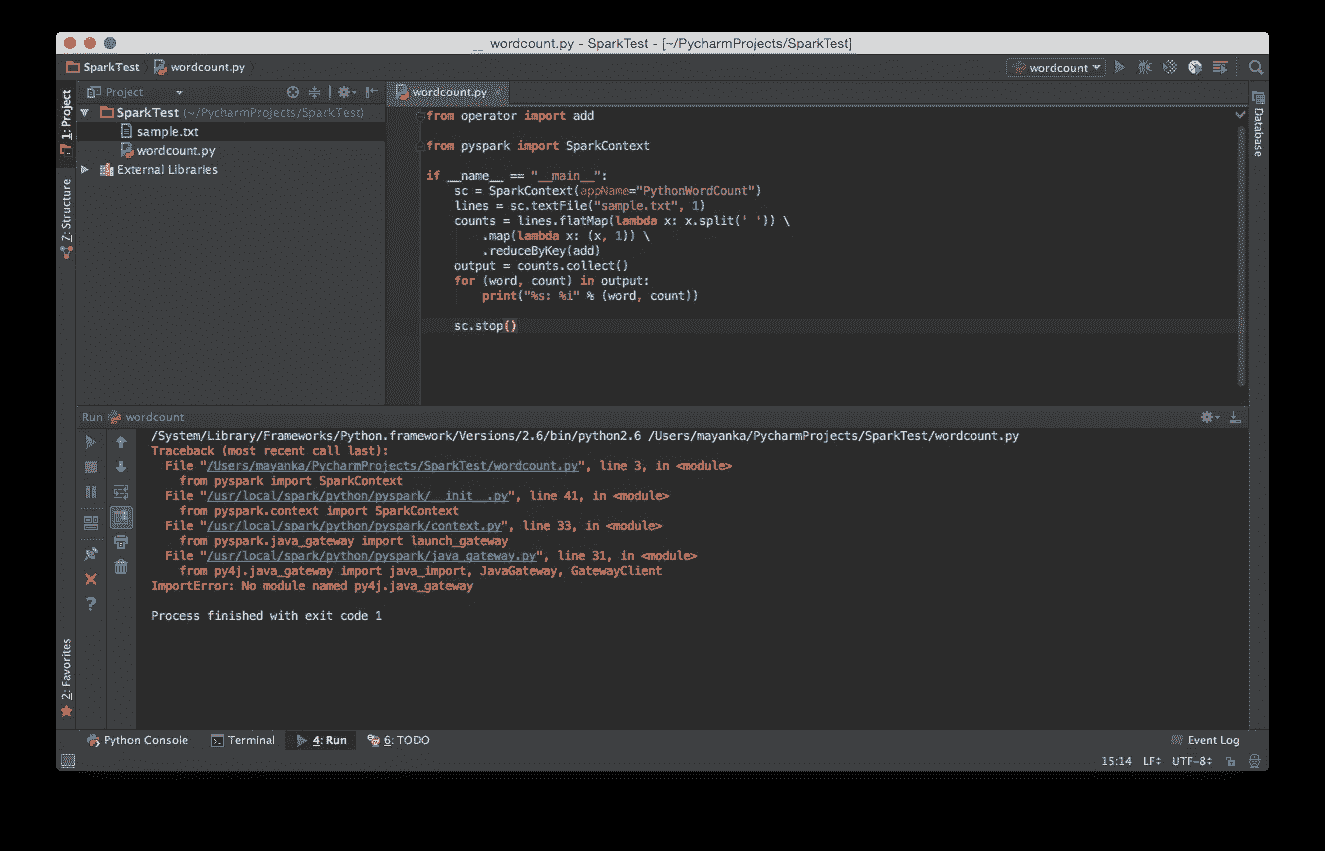 wordcount.py - SparkTest - [~/PycharmProjects/SparkTest]
SparkTest wordcount.py
wordcount
1: Project
Z: Structure
2: Favorites
Project
SparkTest (~/PycharmProjects/SparkTest)
sample.txt
wordcount.py
External Libraries
wordcount.py
from operator import add
from pyspark import SparkContext
if __name__ == "__main__":
sc = SparkContext(appName="PythonWordCount")
lines = sc.textFile("sample.txt", 1)
counts = lines.flatMap(lambda x: x.split(' ')) \
.map(lambda x: (x, 1)) \
.reduceByKey(add)
output = counts.collect()
for (word, count) in output:
print("%s: %i" % (word, count))
sc.stop()
Database
Run wordcount
/System/Library/Frameworks/Python.framework/Versions/2.6/bin/python2.6 /Users/mayanka/PycharmProjects/SparkTest/wordcount.py
Traceback (most recent call last):
File "/Users/mayanka/PycharmProjects/SparkTest/wordcount.py", line 3, in <module>
from pyspark import SparkContext
File "/usr/local/spark/python/pyspark/__init__.py", line 41, in <module>
from pyspark.context import SparkContext
File "/usr/local/spark/python/pyspark/context.py", line 33, in <module>
from pyspark.java_gateway import launch_gateway
File "/usr/local/spark/python/pyspark/java_gateway.py", line 31, in <module>
from py4j.java_gateway import java_import, JavaGateway, GatewayClient
ImportError: No module named py4j.java_gateway
Process finished with exit code 1
Python Console Terminal 4: Run 6: TODO Event Log
15:14 LF UTF-8